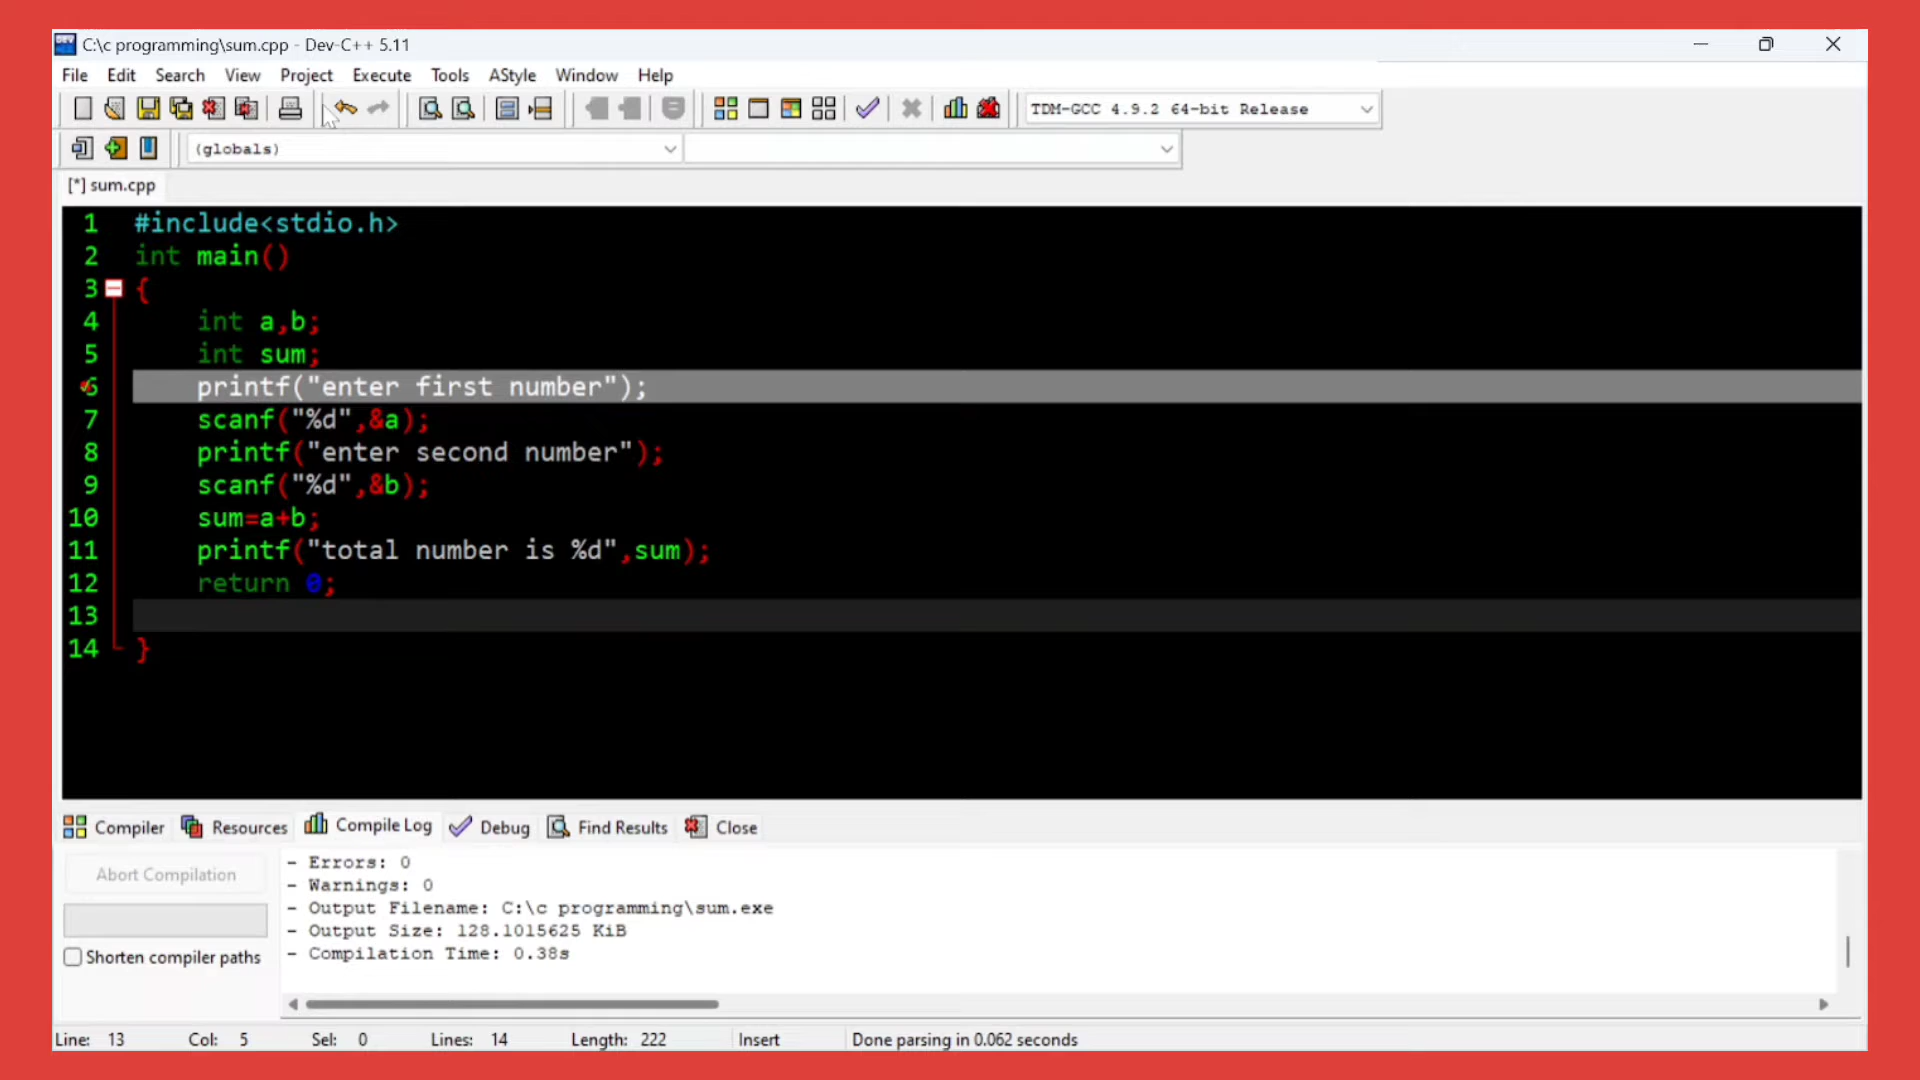 C:\c programming\sum.cpp - Dev-C++ 5.11
File Edit Search View Project Execute Tools AStyle Window Help
TDM-GCC 4.9.2 64-bit Release
(globals)
[*] sum.cpp
1 #include<stdio.h>
2 int main()
3 {
4 int a,b;
5 int sum;
6 printf("enter first number");
7 scanf("%d",&a);
8 printf("enter second number");
9 scanf("%d",&b);
10 sum=a+b;
11 printf("total number is %d",sum);
12 return 0;
13
14 }
Compiler Resources Compile Log Debug Find Results Close
Abort Compilation
Shorten compiler paths
- Errors: 0
- Warnings: 0
- Output Filename: C:\c programming\sum.exe
- Output Size: 128.1015625 KiB
- Compilation Time: 0.38s
Line: 13 Col: 5 Sel: 0 Lines: 14 Length: 222 Insert Done parsing in 0.062 seconds